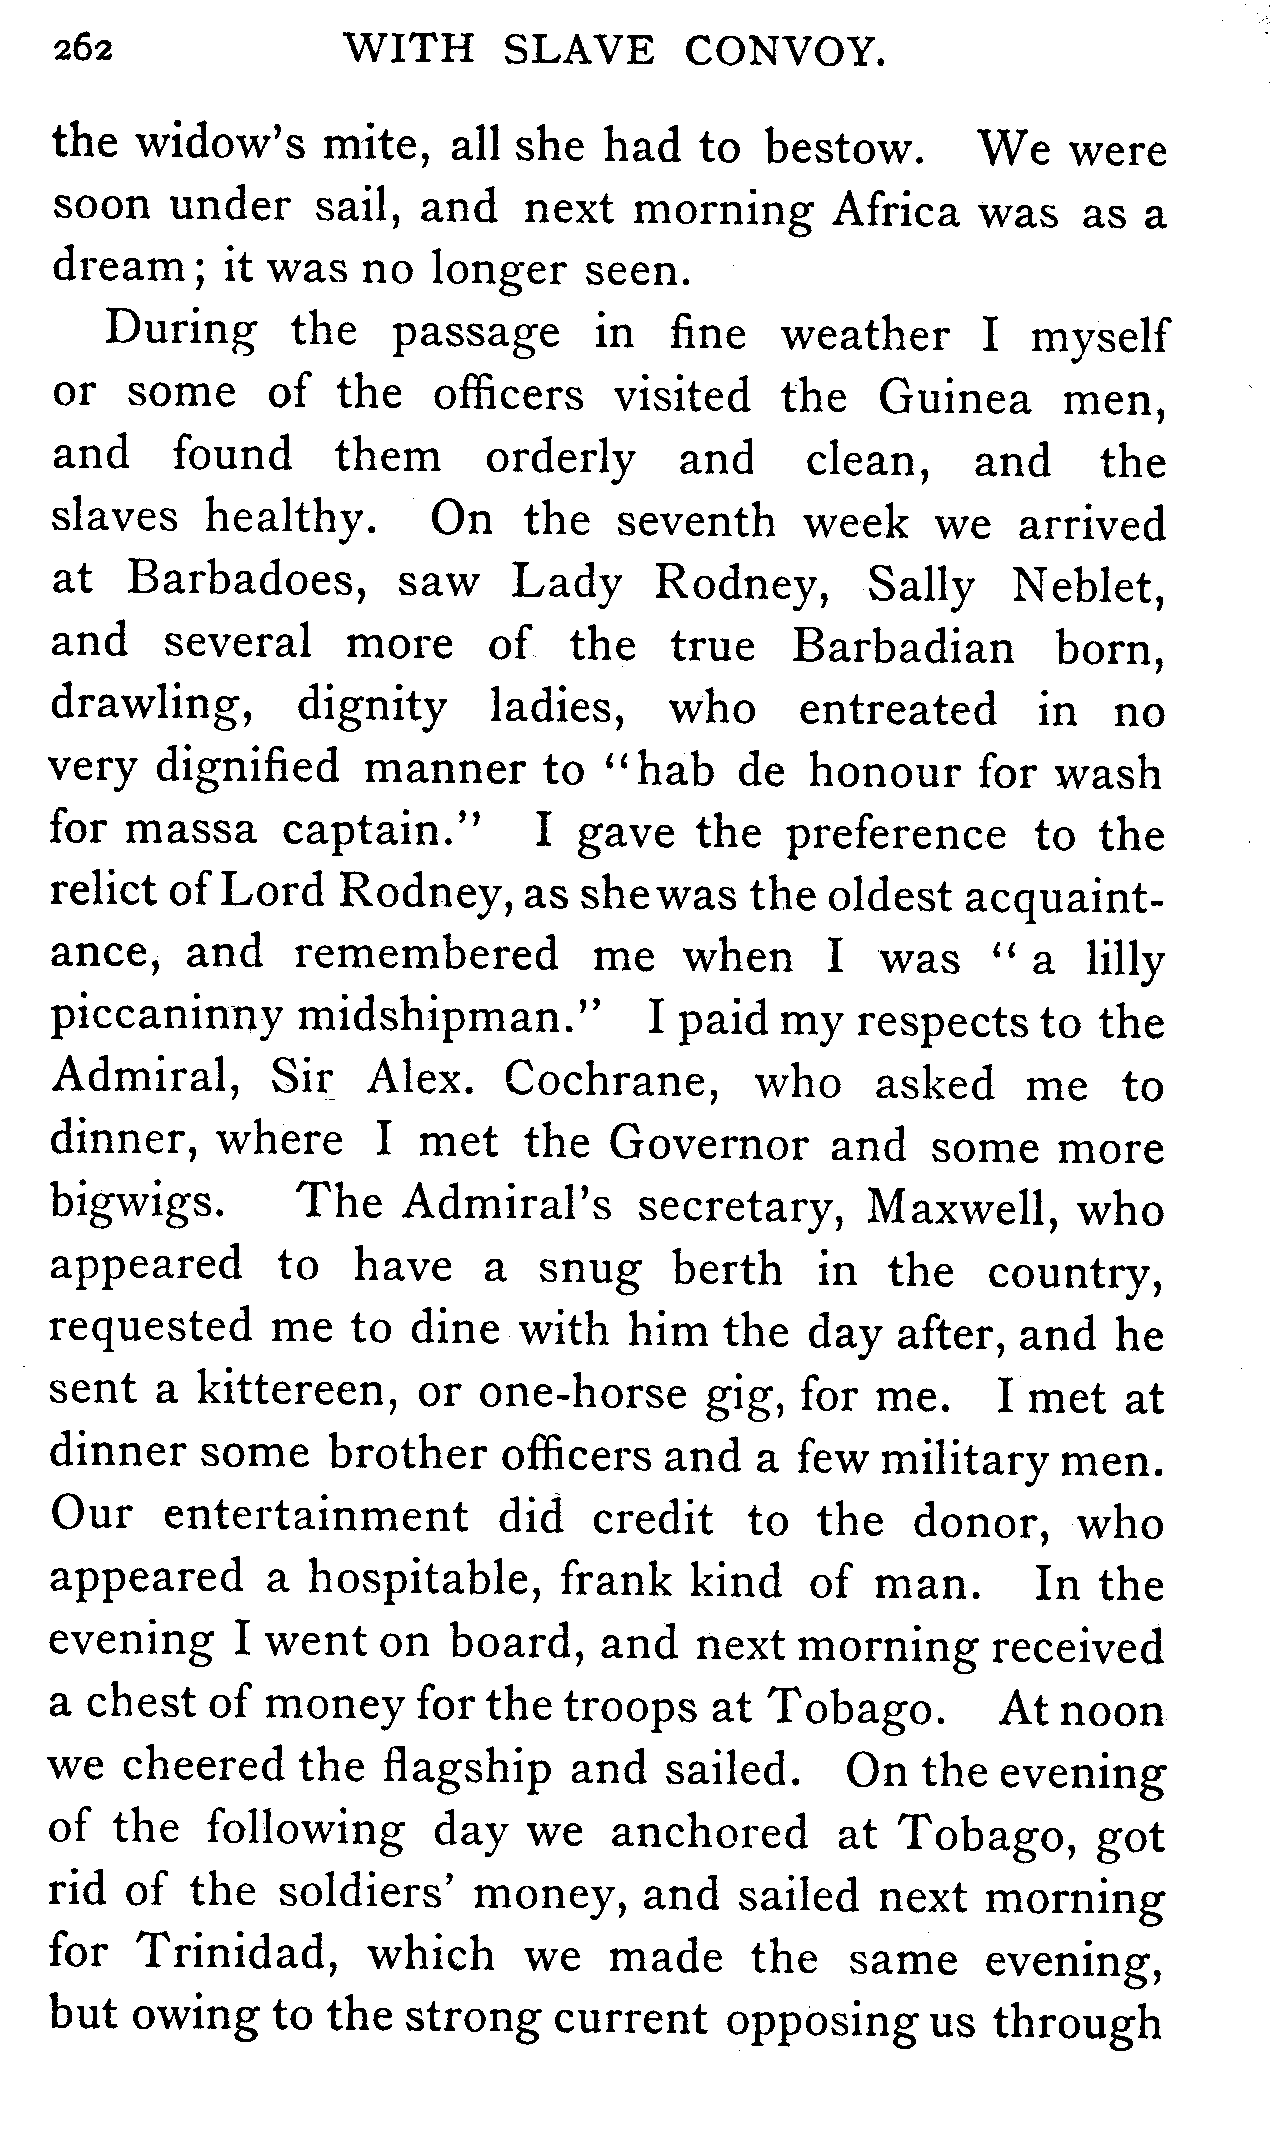 262 WITH SLAVE CONVOY.
the widow's mite, all she had to bestow. We were
soon under sail, and next morning Africa was as a
dream; it was no longer seen.
During the passage in fine weather I myself
or some of the officers visited the Guinea men,
and found them orderly and clean, and the
slaves healthy. On the seventh week we arrived
at Barbadoes, saw Lady Rodney, Sally Neblet,
and several more of the true Barbadian born,
drawling, dignity ladies, who entreated in no
very dignified manner to "hab de honour for wash
for massa captain." I gave the preference to the
relict of Lord Rodney, as she was the oldest acquaint-
ance, and remembered me when I was "a lilly
piccaninny midshipman." I paid my respects to the
Admiral, Sir Alex. Cochrane, who asked me to
dinner, where I met the Governor and some more
bigwigs. The Admiral's secretary, Maxwell, who
appeared to have a snug berth in the country,
requested me to dine with him the day after, and he
sent a kittereen, or one-horse gig, for me. I met at
dinner some brother officers and a few military men.
Our entertainment did credit to the donor, who
appeared a hospitable, frank kind of man. In the
evening I went on board, and next morning received
a chest of money for the troops at Tobago. At noon
we cheered the flagship and sailed. On the evening
of the following day we anchored at Tobago, got
rid of the soldiers' money, and sailed next morning
for Trinidad, which we made the same evening,
but owing to the strong current opposing us through